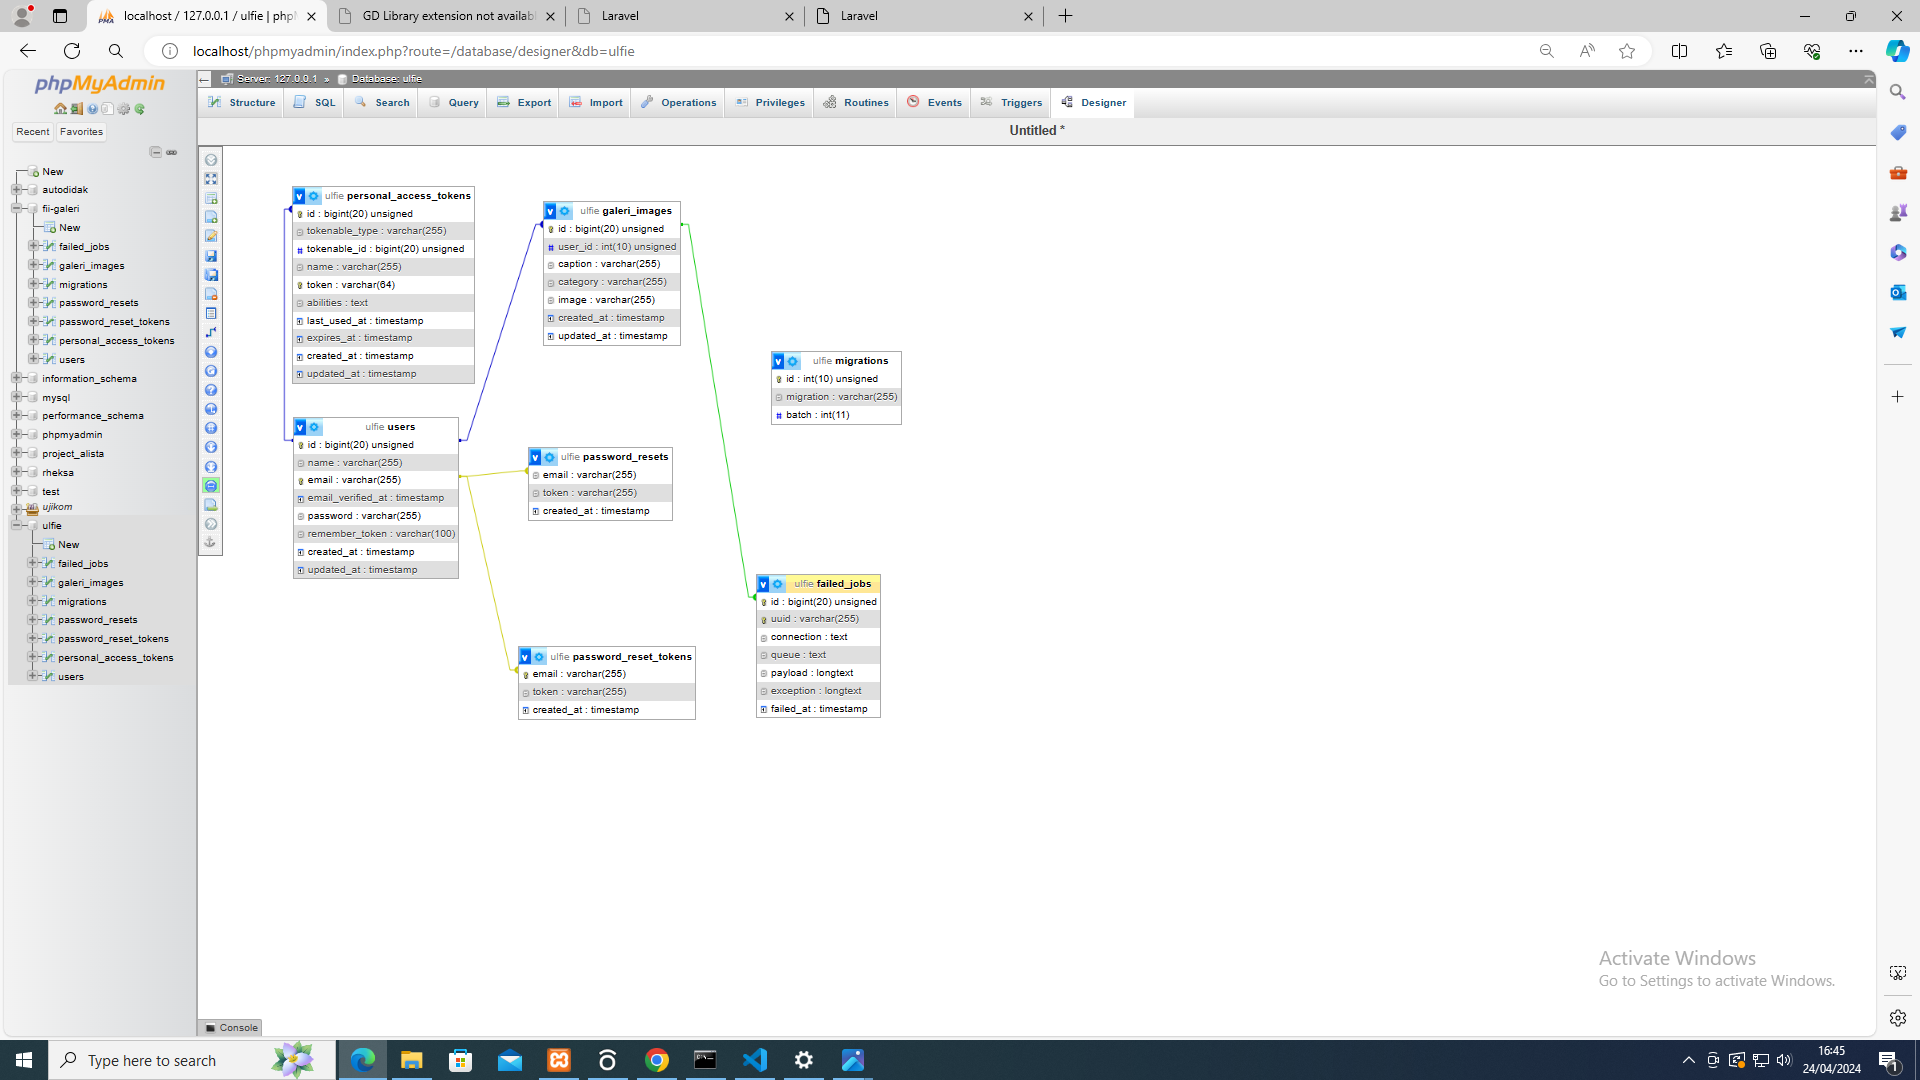 localhost / 127.0.0.1 / ulfie | phpM
GD Library extension not availabl
Laravel
Laravel
localhost/phpmyadmin/index.php?route=/database/designer&db=ulfie
phpMyAdmin
Recent
Favorites
New
autodidak
fii-galeri
New
failed_jobs
galeri_images
migrations
password_resets
password_reset_tokens
personal_access_tokens
users
information_schema
mysql
performance_schema
phpmyadmin
project_alista
rheksa
test
ujikom
ulfie
New
failed_jobs
galeri_images
migrations
password_resets
password_reset_tokens
personal_access_tokens
users
Server: 127.0.0.1 » Database: ulfie
Structure
SQL
Search
Query
Export
Import
Operations
Privileges
Routines
Events
Triggers
Designer
Untitled *
v ulfie personal_access_tokens
id : bigint(20) unsigned
tokenable_type : varchar(255)
tokenable_id : bigint(20) unsigned
name : varchar(255)
token : varchar(64)
abilities : text
last_used_at : timestamp
expires_at : timestamp
created_at : timestamp
updated_at : timestamp
v ulfie galeri_images
id : bigint(20) unsigned
user_id : int(10) unsigned
caption : varchar(255)
category : varchar(255)
image : varchar(255)
created_at : timestamp
updated_at : timestamp
v ulfie migrations
id : int(10) unsigned
migration : varchar(255)
batch : int(11)
v ulfie users
id : bigint(20) unsigned
name : varchar(255)
email : varchar(255)
email_verified_at : timestamp
password : varchar(255)
remember_token : varchar(100)
created_at : timestamp
updated_at : timestamp
v ulfie password_resets
email : varchar(255)
token : varchar(255)
created_at : timestamp
v ulfie failed_jobs
id : bigint(20) unsigned
uuid : varchar(255)
connection : text
queue : text
payload : longtext
exception : longtext
failed_at : timestamp
v ulfie password_reset_tokens
email : varchar(255)
token : varchar(255)
created_at : timestamp
Activate Windows
Go to Settings to activate Windows.
Console
Type here to search
16:45
24/04/2024
1